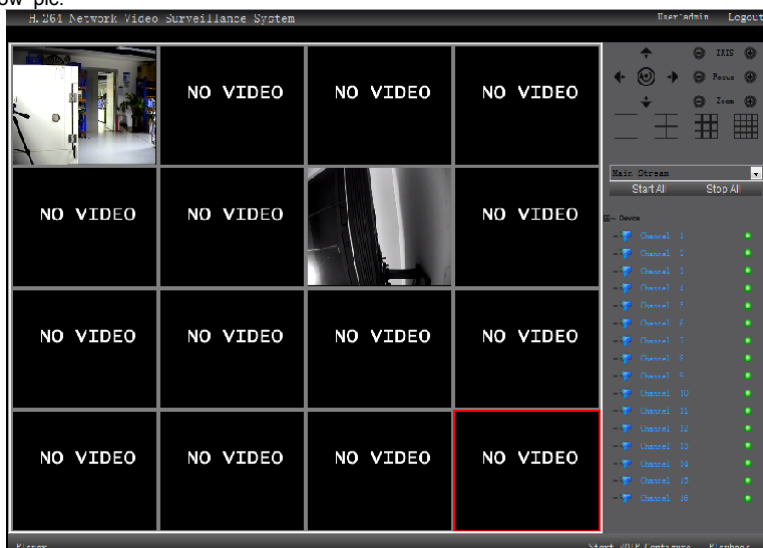 low pic.
H.264 Network Video Surveillance System
User:admin Logout
NO VIDEO NO VIDEO NO VIDEO
NO VIDEO NO VIDEO NO VIDEO
NO VIDEO NO VIDEO NO VIDEO NO VIDEO
NO VIDEO NO VIDEO NO VIDEO NO VIDEO
IRIS
Focus
Zoom
Main Stream
Start All Stop All
Device
Channel 1
Channel 2
Channel 3
Channel 4
Channel 5
Channel 6
Channel 7
Channel 8
Channel 9
Channel 10
Channel 11
Channel 12
Channel 13
Channel 14
Channel 15
Channel 16